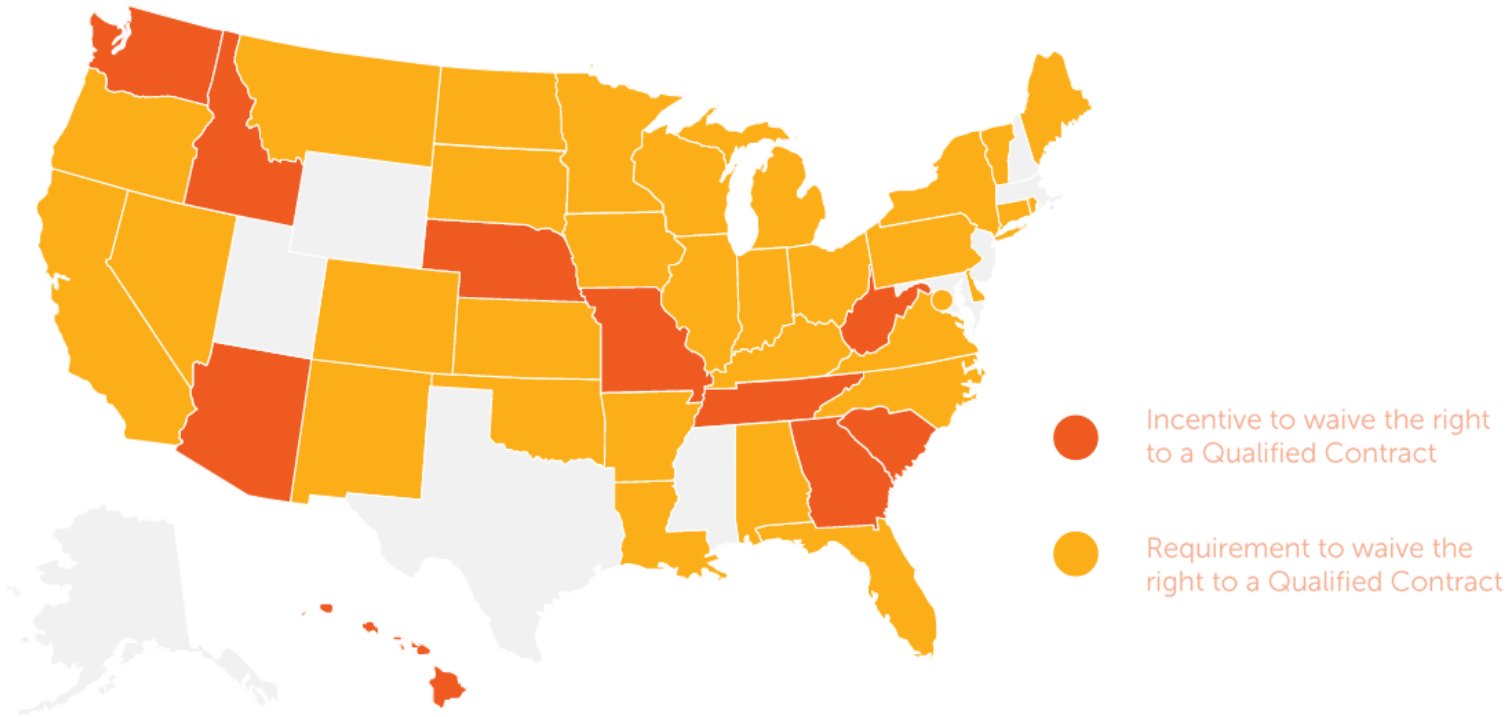 Incentive to waive the right
to a Qualified Contract
Requirement to waive the
right to a Qualified Contract